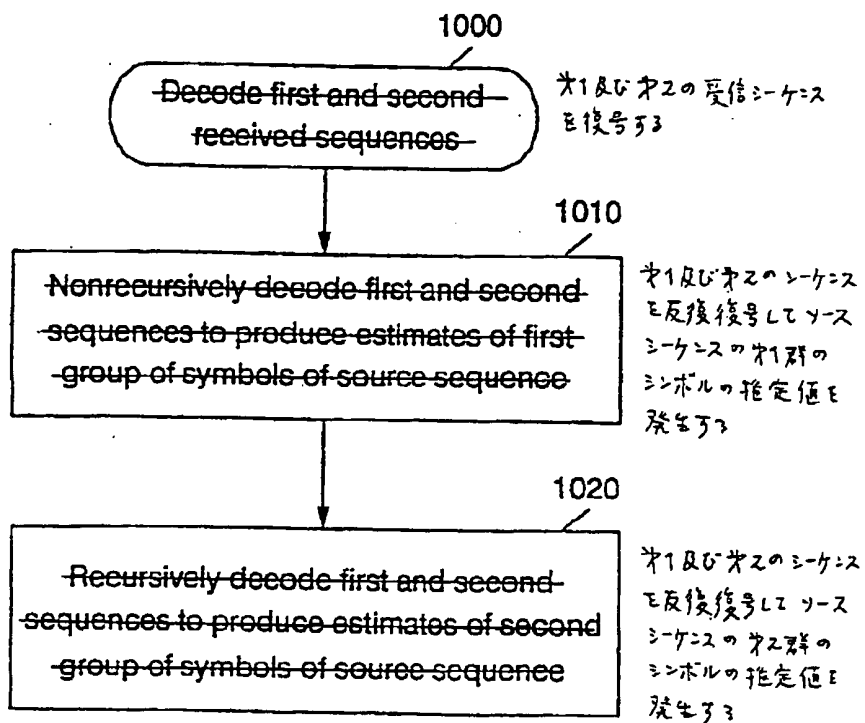 1000
Decode first and second
received sequences
第1及び第2の受信シーケンス
を復号する
1010
Nonrecursively decode first and second
sequences to produce estimates of first
group of symbols of source sequence
第1及び第2のシーケンス
を反復復号してソース
シーケンスの第1群の
シンボルの推定値を
発生する
1020
Recursively decode first and second
sequences to produce estimates of second
group of symbols of source sequence
第1及び第2のシーケンス
を反復復号してソース
シーケンスの第2群の
シンボルの推定値を
発生する